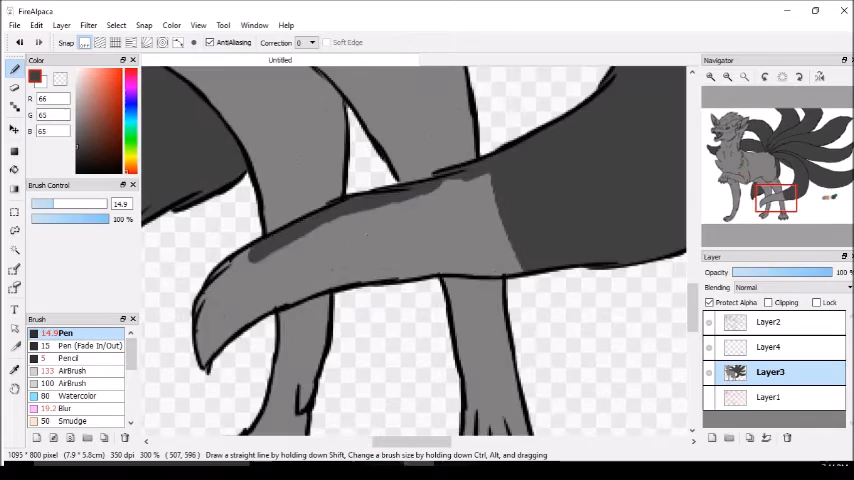 FireAlpaca
File Edit Layer Filter Select Snap Color View Tool Window Help
Snap OFF AntiAliasing Correction 0 Soft Edge
Color Untitled Navigator
R 66
G 65
B 65
Brush Control
14.9
100 %
Layer
Opacity 100 %
Blending Normal
Protect Alpha Clipping Lock
Layer2
Layer4
Layer3
Layer1
Brush
14.9 Pen
15 Pen (Fade In/Out)
5 Pencil
133 AirBrush
100 AirBrush
80 Watercolor
19.2 Blur
50 Smudge
1095 * 800 pixel (7.9 * 5.8cm) 350 dpi 300 % (507, 596) Draw a straight line by holding down Shift, Change a brush size by holding down Ctrl, Alt, and dragging